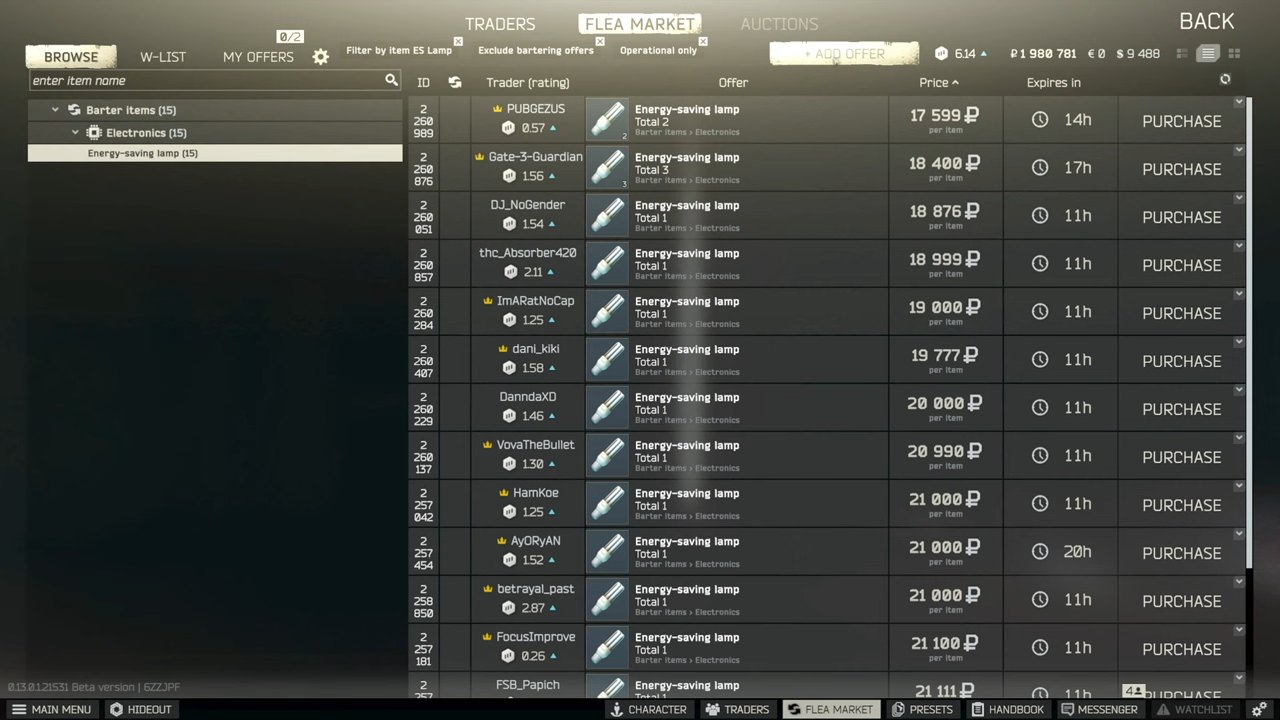 TRADERS FLEA MARKET AUCTIONS BACK
0/2
BROWSE W-LIST MY OFFERS Filter by item ES Lamp Exclude bartering offers Operational only + ADD OFFER 6.14 ₽ 1 980 781 € 0 $ 9 488
enter item name
ID Trader (rating) Offer Price Expires in
Barter items (15)
Electronics (15)
Energy-saving lamp (15)
2 260 989 PUBGEZUS 0.57 2 Energy-saving lamp Total 2 Barter items > Electronics 17 599 ₽ per item 14h PURCHASE
2 260 876 Gate-3-Guardian 1.56 3 Energy-saving lamp Total 3 Barter items > Electronics 18 400 ₽ per item 17h PURCHASE
2 260 051 DJ_NoGender 1.54 Energy-saving lamp Total 1 Barter items > Electronics 18 876 ₽ per item 11h PURCHASE
2 260 857 thc_Absorber420 2.11 Energy-saving lamp Total 1 Barter items > Electronics 18 999 ₽ per item 11h PURCHASE
2 260 284 ImARatNoCap 1.25 Energy-saving lamp Total 1 Barter items > Electronics 19 000 ₽ per item 11h PURCHASE
2 260 407 dani_kiki 1.58 Energy-saving lamp Total 1 Barter items > Electronics 19 777 ₽ per item 11h PURCHASE
2 260 229 DanndaXD 1.46 Energy-saving lamp Total 1 Barter items > Electronics 20 000 ₽ per item 11h PURCHASE
2 260 137 VovaTheBullet 1.30 Energy-saving lamp Total 1 Barter items > Electronics 20 990 ₽ per item 11h PURCHASE
2 257 042 HamKoe 1.25 Energy-saving lamp Total 1 Barter items > Electronics 21 000 ₽ per item 11h PURCHASE
2 257 454 AyORyAN 1.52 Energy-saving lamp Total 1 Barter items > Electronics 21 000 ₽ per item 20h PURCHASE
2 258 850 betrayal_past 2.87 Energy-saving lamp Total 1 Barter items > Electronics 21 000 ₽ per item 11h PURCHASE
2 257 181 FocusImprove 0.26 Energy-saving lamp Total 1 Barter items > Electronics 21 100 ₽ per item 11h PURCHASE
2 257 FSB_Papich Energy-saving lamp Total 1 21 111 ₽ 11h PURCHASE
0.13.0.1.21531 Beta version | 6ZZJPF
4
MAIN MENU HIDEOUT CHARACTER TRADERS FLEA MARKET PRESETS HANDBOOK MESSENGER WATCHLIST